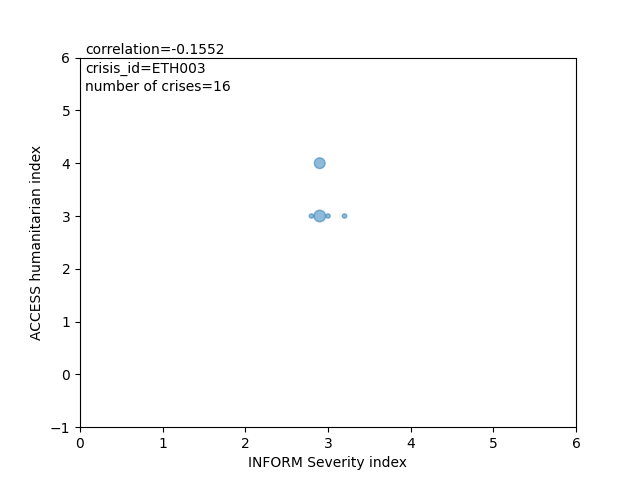 correlation=-0.1552
crisis_id=ETH003
number of crises=16
6
5
4
3
2
1
0
−1
ACCESS humanitarian index
0 1 2 3 4 5 6
INFORM Severity index